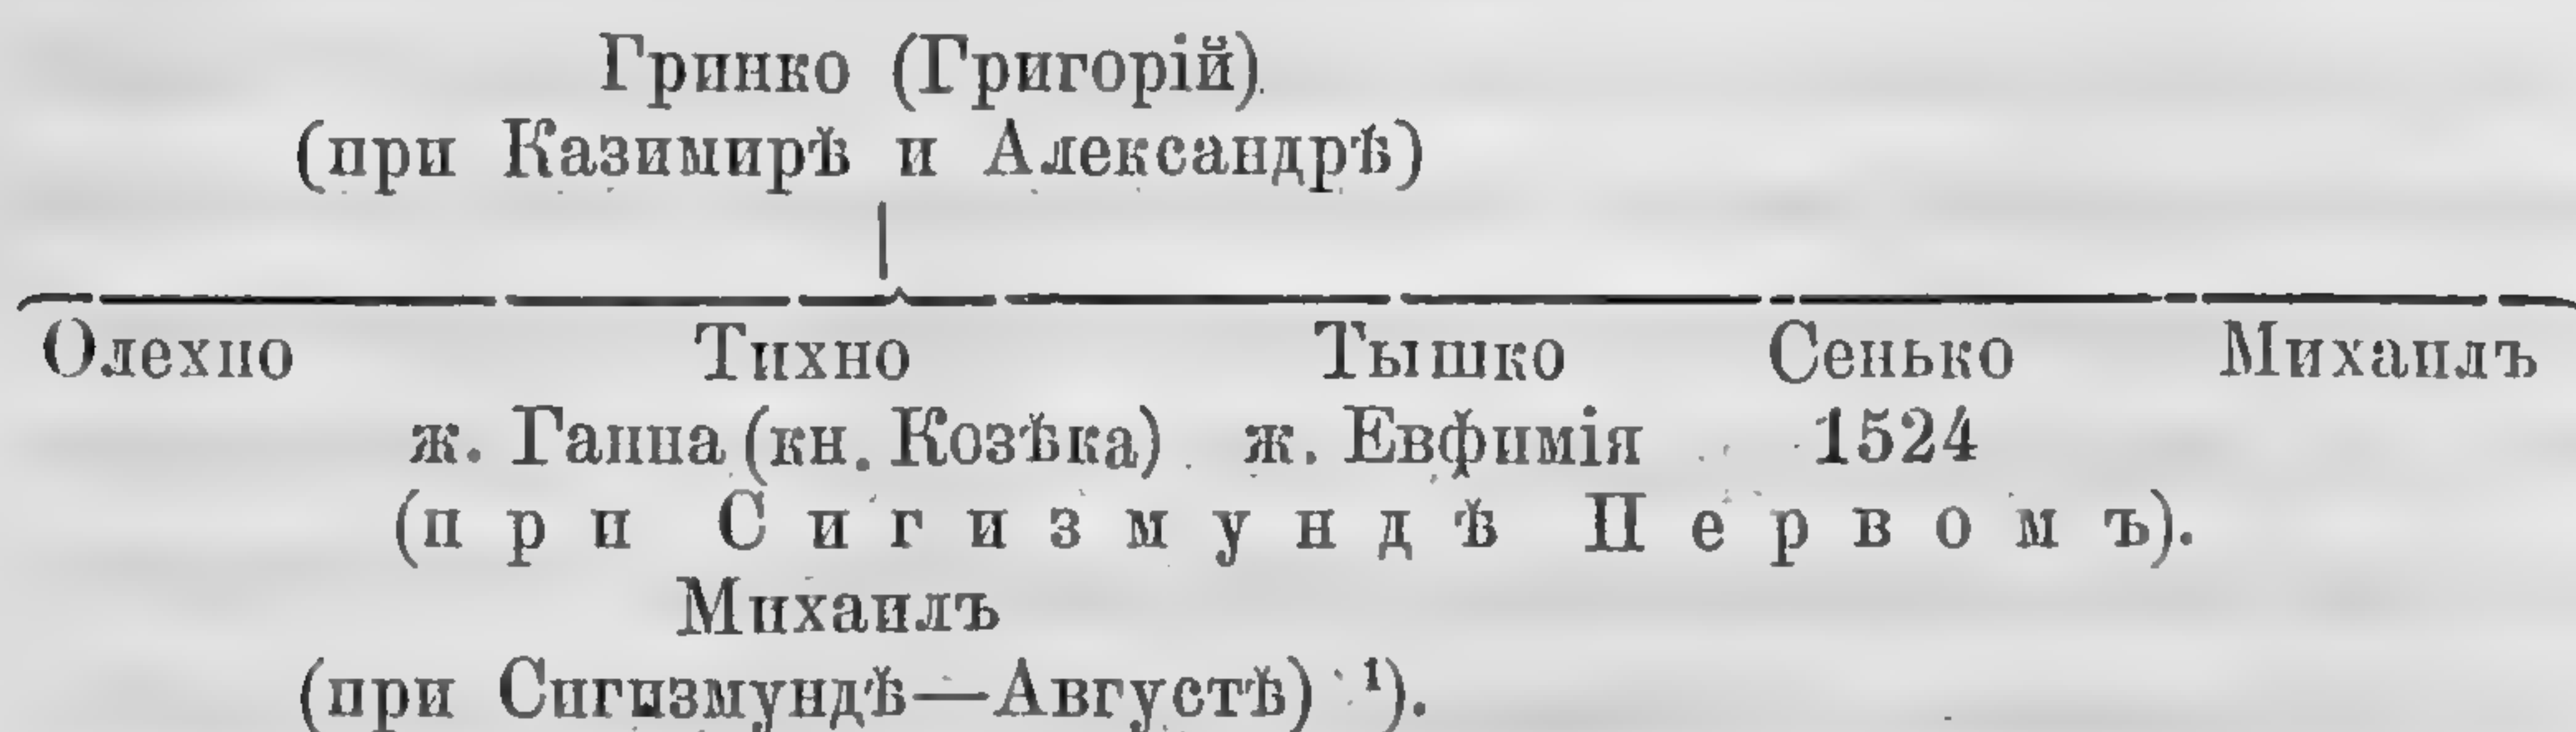 Гринко (Григорій)
(при Казимирѣ и Александрѣ)
Олехно Тихно Тышко Сенько Михаилъ
ж. Ганна (кн. Козѣка) ж. Евфимія 1524
(при Сигизмундѣ Первомъ).
Михаилъ
(при Сигизмундѣ—Августѣ) ¹).